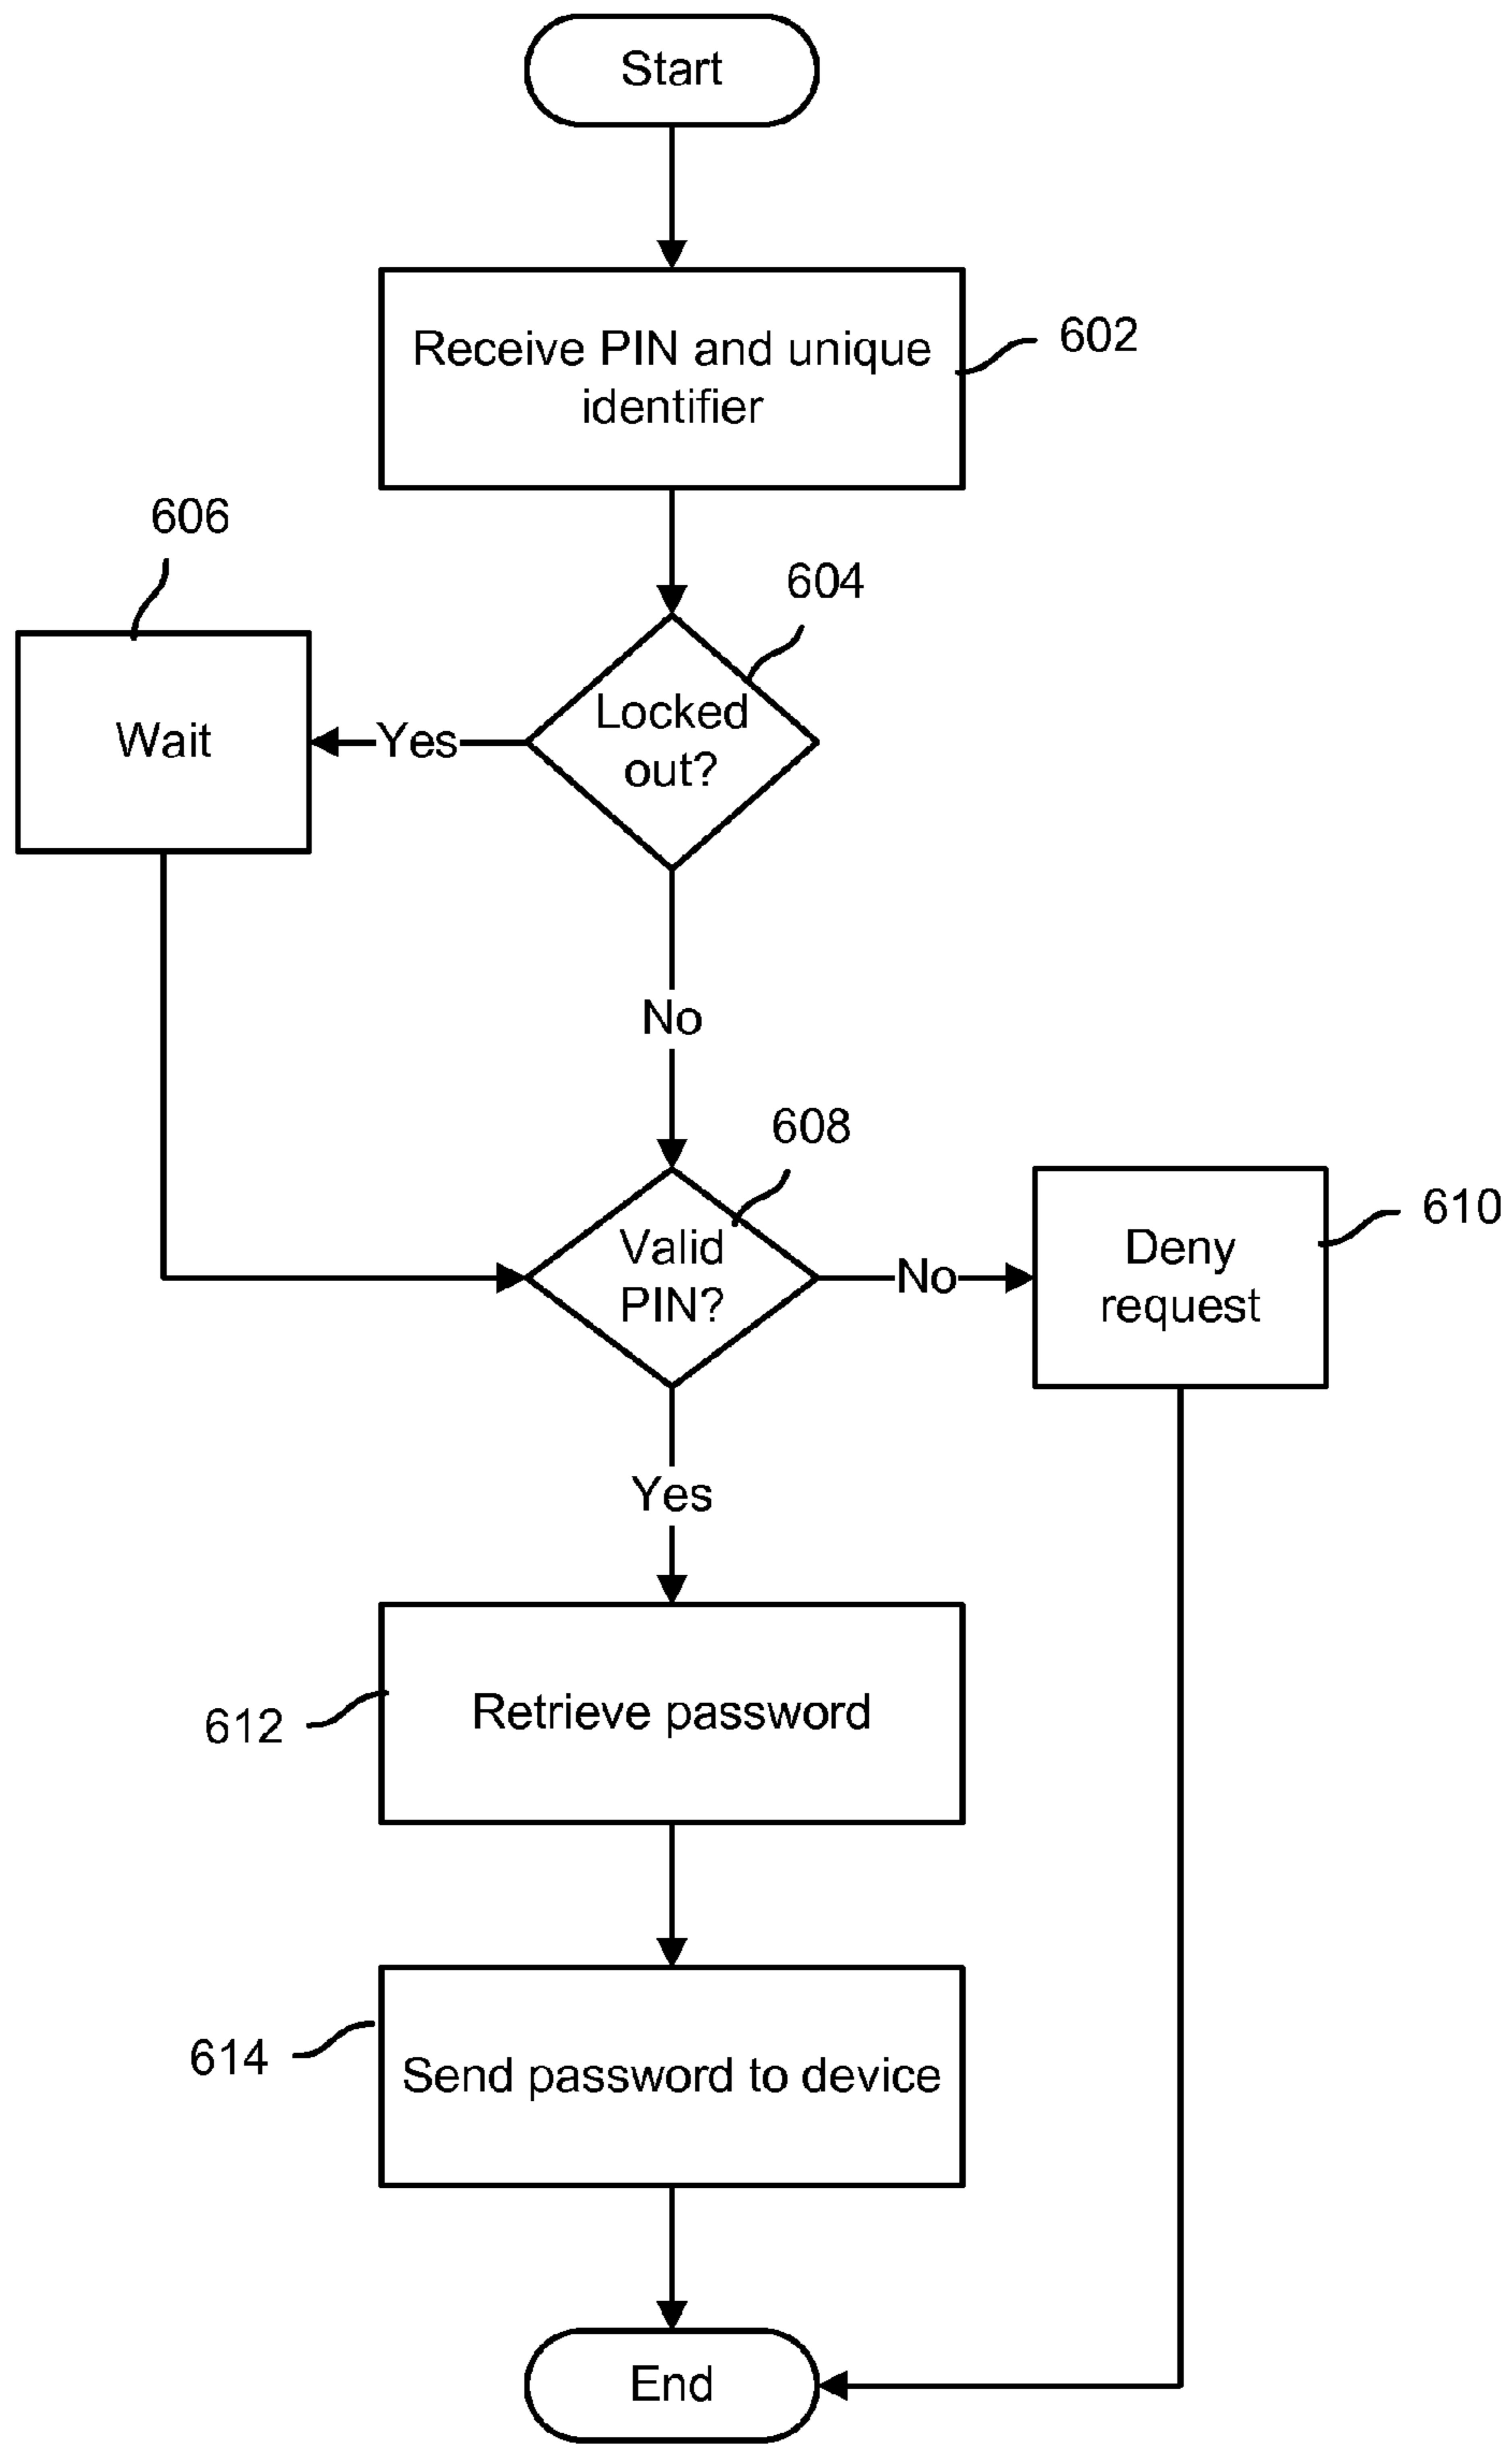 Start
Receive PIN and unique
identifier
602
606
604
Wait
Yes
Locked
out?
No
608
Valid
PIN?
No
Deny
request
610
Yes
612
Retrieve password
614
Send password to device
End